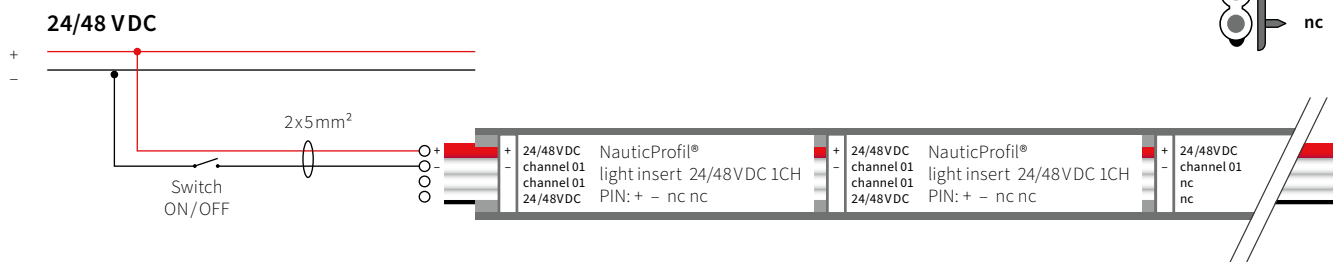 24/48 VDC
nc
+
–
2x5mm²
Switch
ON/OFF
+
–
+
–
24/48VDC
channel 01
channel 01
24/48VDC
NauticProfil®
light insert 24/48VDC 1CH
PIN: + – nc nc
+
–
24/48VDC
channel 01
channel 01
24/48VDC
NauticProfil®
light insert 24/48VDC 1CH
PIN: + – nc nc
+
–
24/48VDC
channel 01
nc
nc